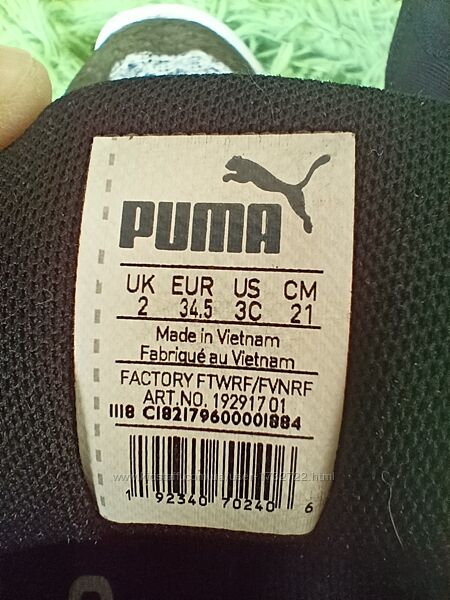 PUMA
UK EUR US CM
2 34.5 3C 21
Made in Vietnam
Fabriqué au Vietnam
FACTORY FTWRF/FVNRF
ART.NO. 192917 01
1118 C182179600001884
1 92340 70240 6